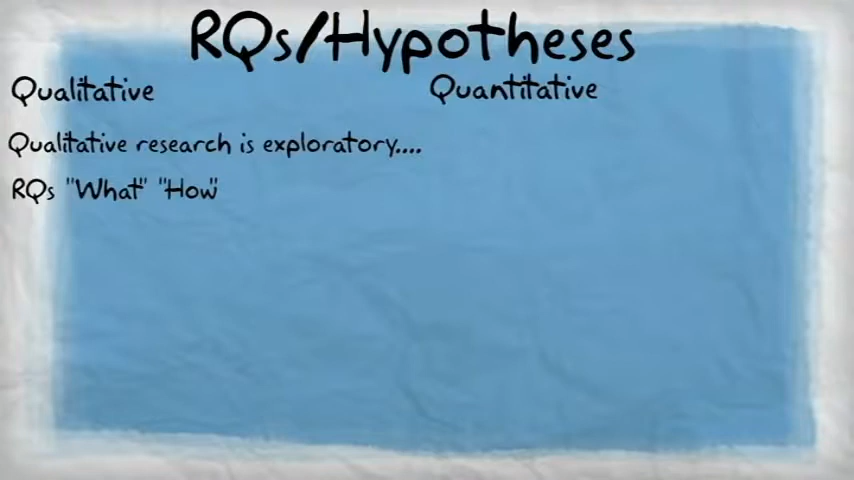 RQs/Hypotheses
Qualitative
Quantitative
Qualitative research is exploratory....
RQs "What" "How"